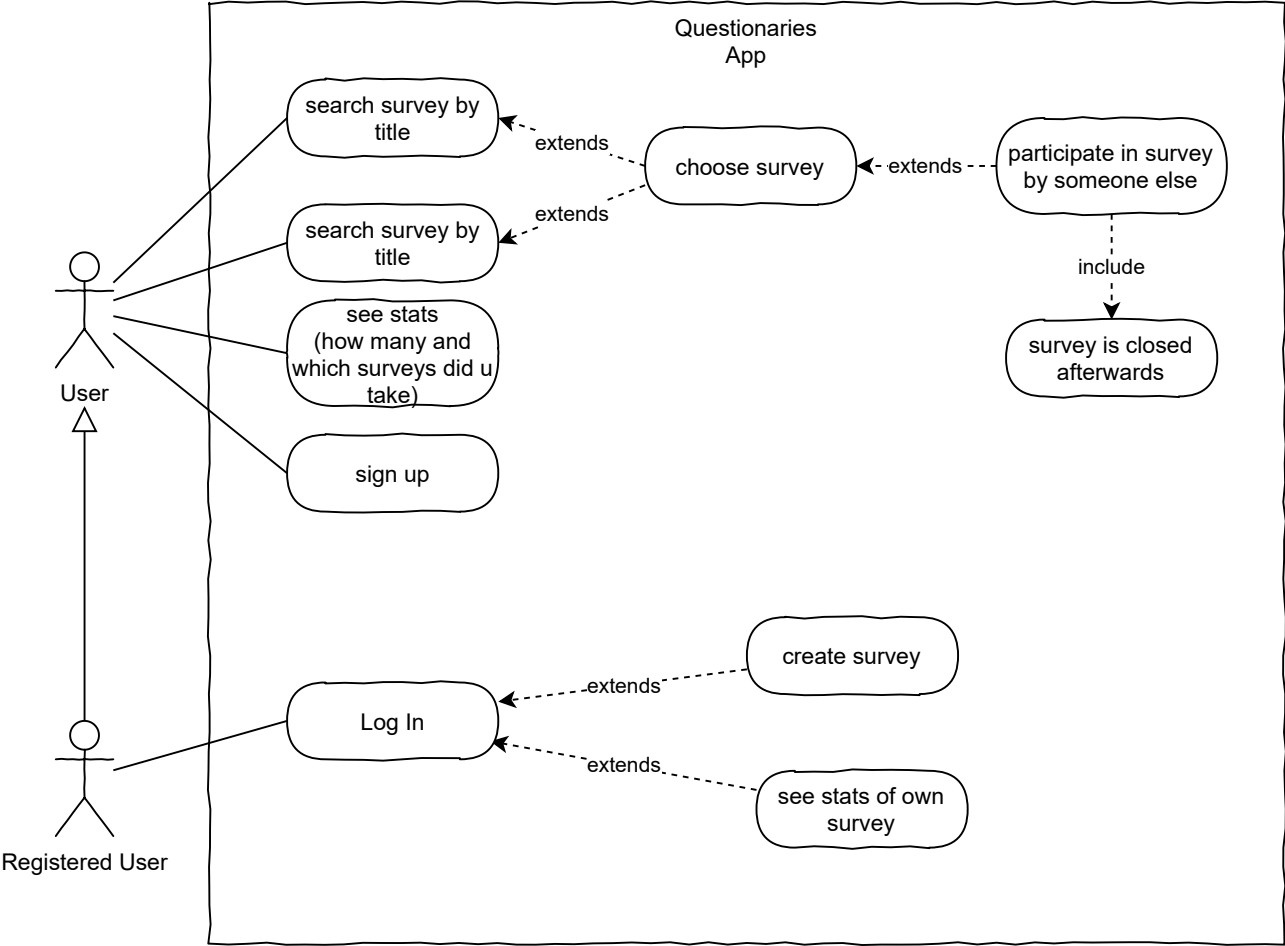 Questionaries
App
search survey by
title
extends
choose survey
extends
participate in survey
by someone else
search survey by
title
extends
include
see stats
(how many and
which surveys did u
take)
survey is closed
afterwards
User
sign up
create survey
extends
Log In
extends
see stats of own
survey
Registered User